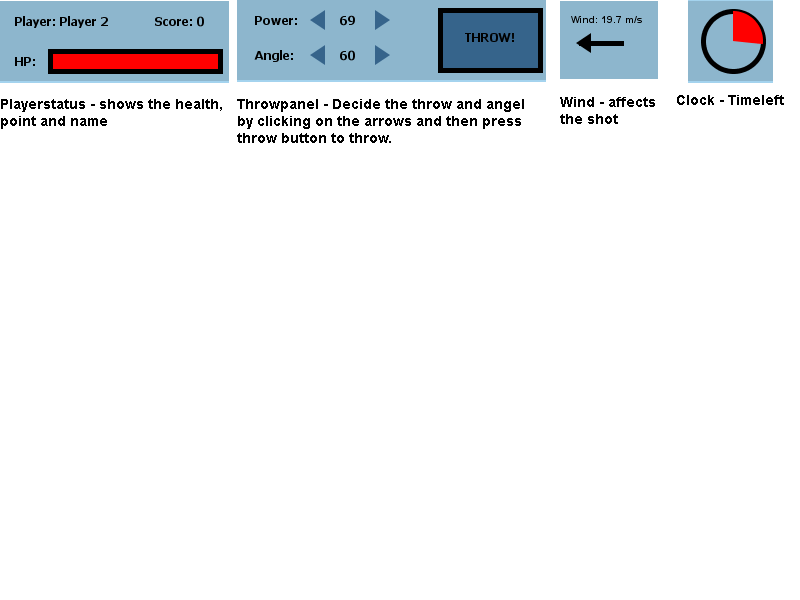 Player: Player 2 Score: 0
HP:
Power: 69
Angle: 60
THROW!
Wind: 19.7 m/s
Playerstatus - shows the health,
point and name
Throwpanel - Decide the throw and angel
by clicking on the arrows and then press
throw button to throw.
Wind - affects
the shot
Clock - Timeleft